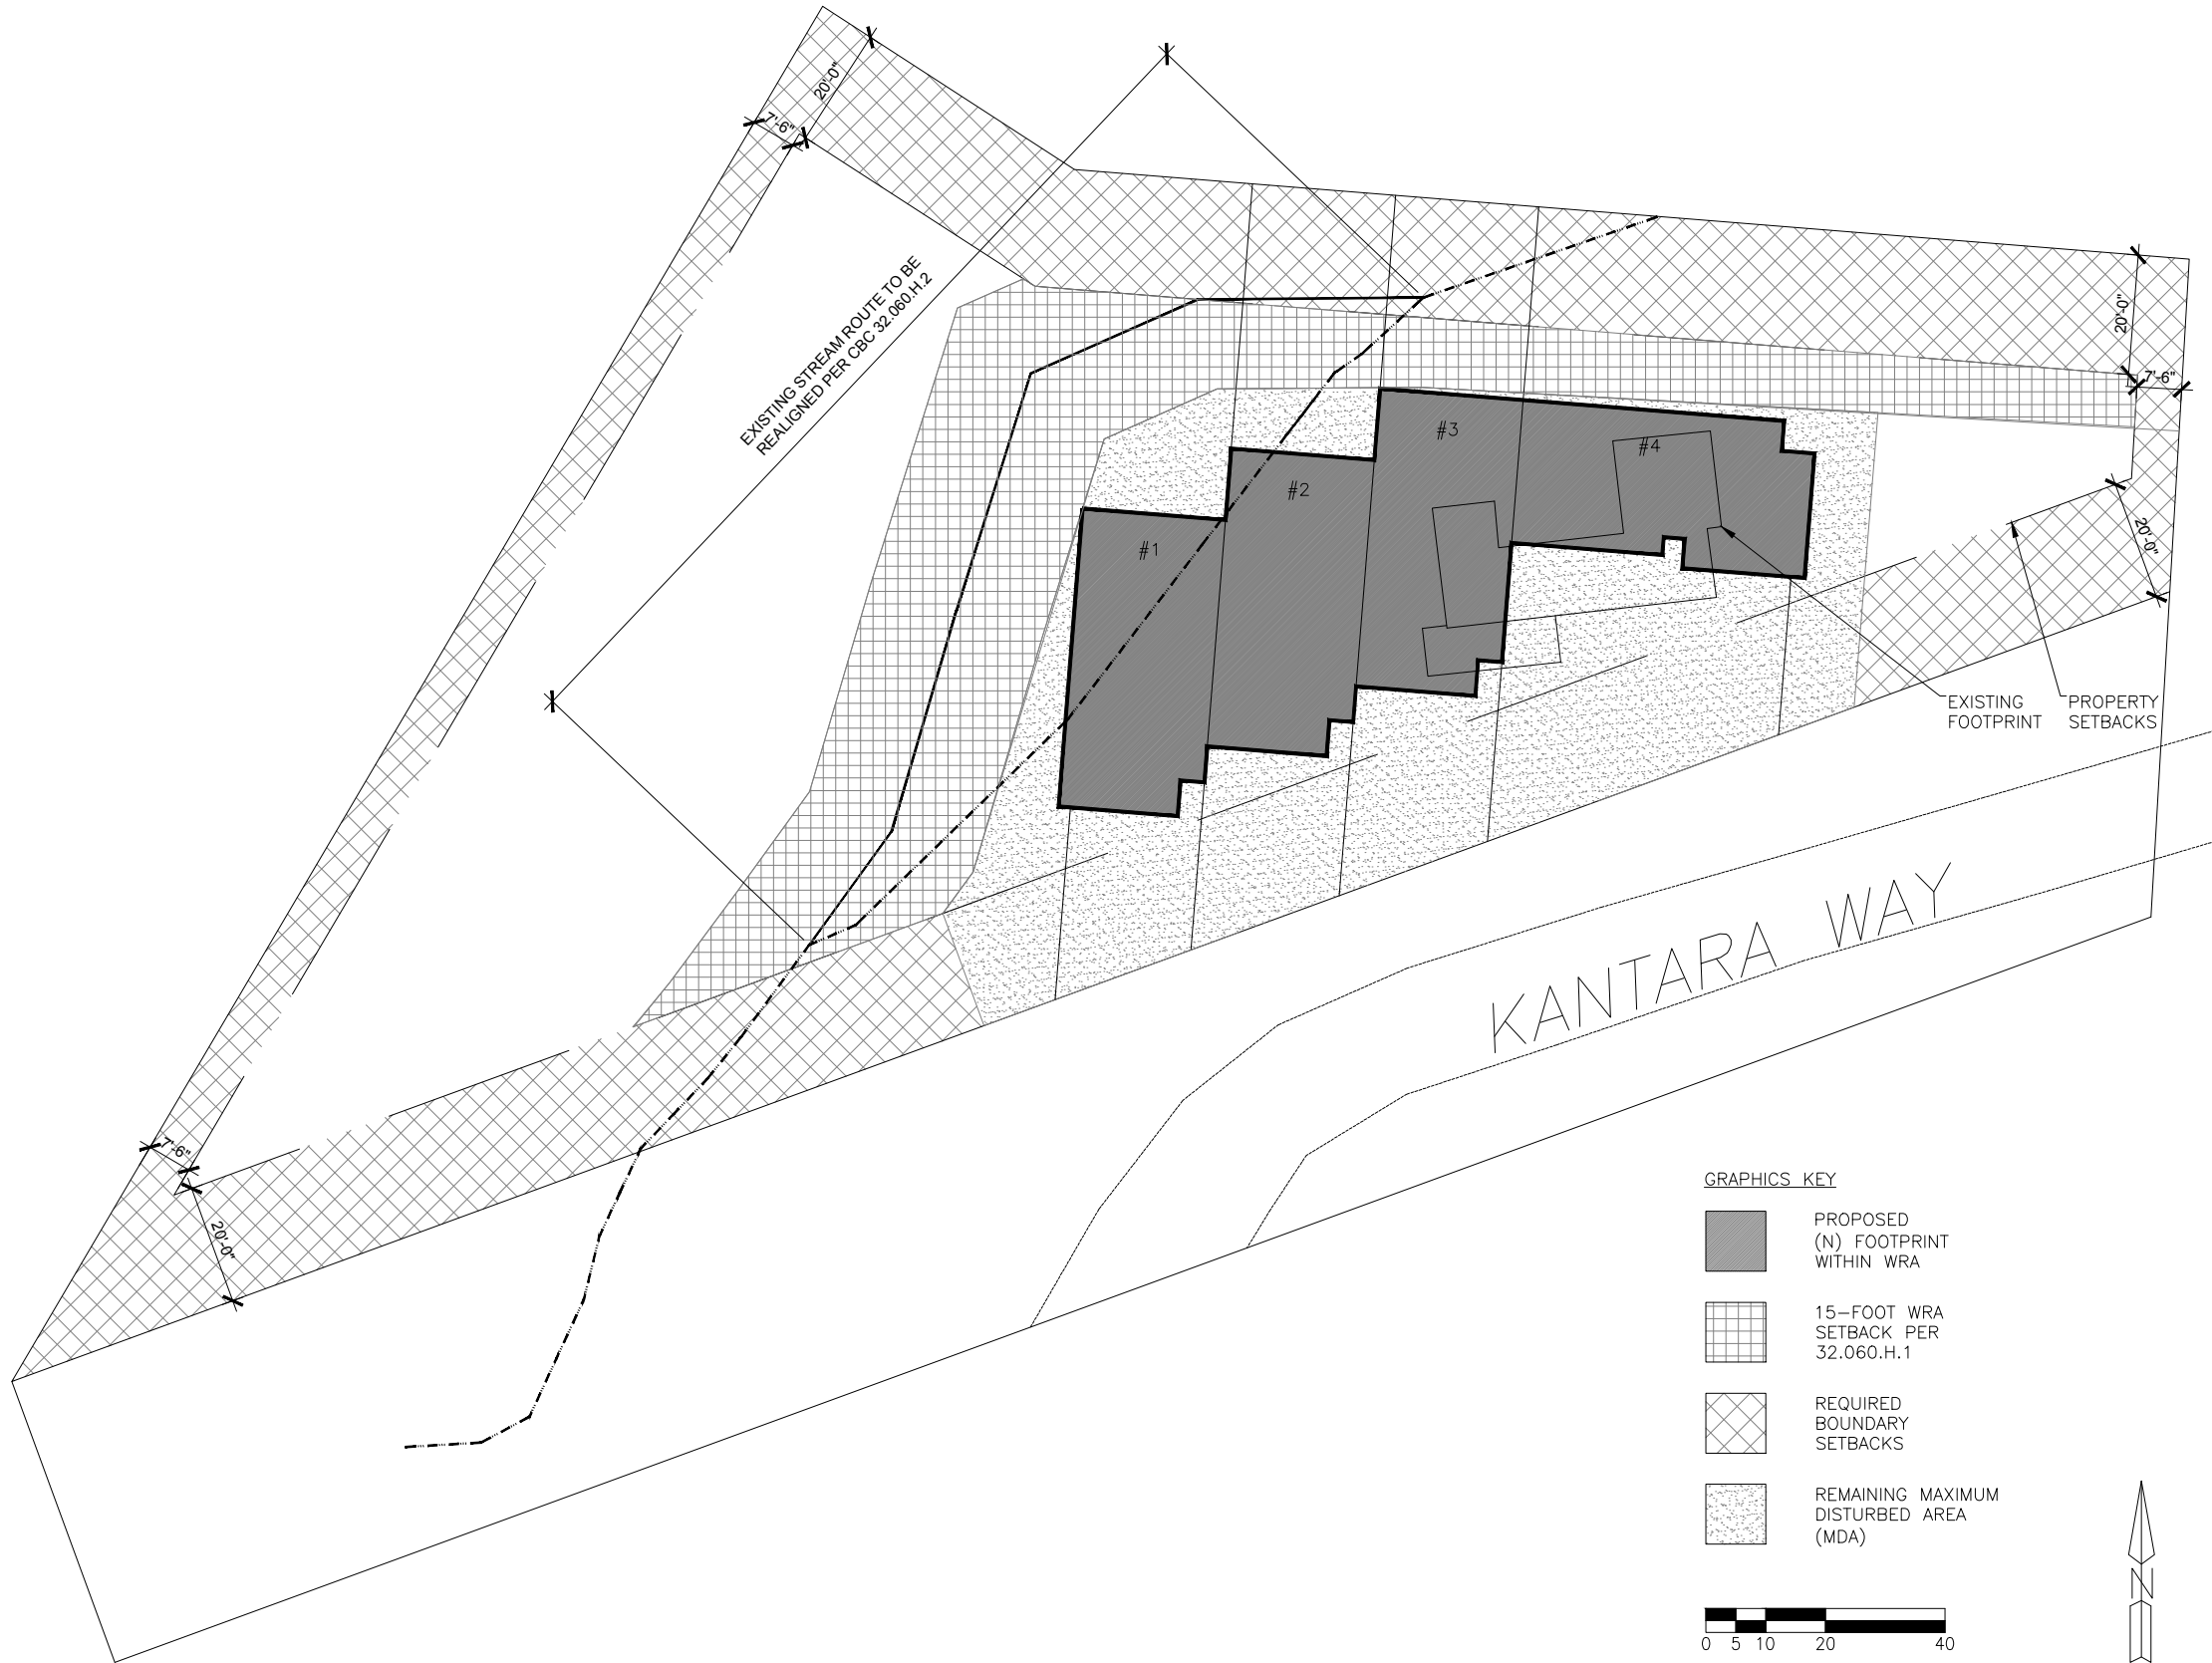 20'-0"
7'-6"
EXISTING STREAM ROUTE TO BE
REALIGNED PER CBC 32.060.H.2
20'-0"
7'-6"
#3
#4
#2
#1
20'-0"
EXISTING
FOOTPRINT
PROPERTY
SETBACKS
KANTARA WAY
7'-6"
20'-0"
GRAPHICS KEY
PROPOSED
(N) FOOTPRINT
WITHIN WRA
15-FOOT WRA
SETBACK PER
32.060.H.1
REQUIRED
BOUNDARY
SETBACKS
REMAINING MAXIMUM
DISTURBED AREA
(MDA)
N
0 5 10 20 40